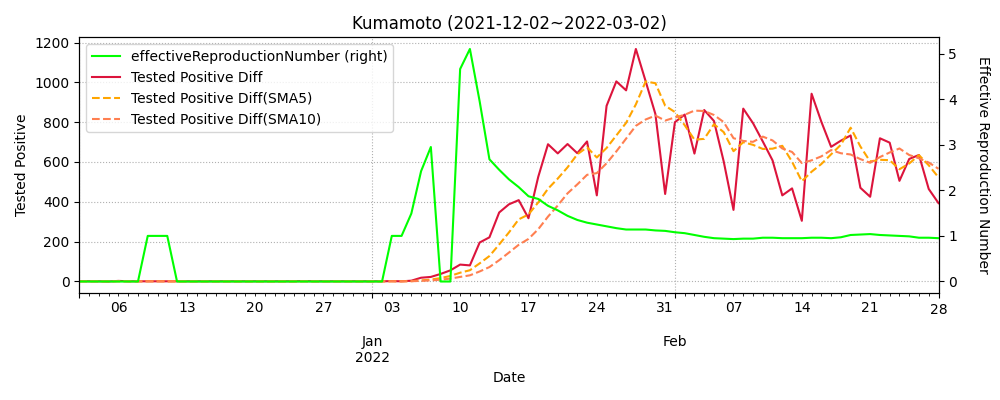 Kumamoto (2021-12-02~2022-03-02)
effectiveReproductionNumber (right)
Tested Positive Diff
Tested Positive Diff(SMA5)
Tested Positive Diff(SMA10)
Tested Positive
1200
1000
800
600
400
200
0
5
4
3
2
1
0
Effective Reproduction Number
06 13 20 27 03 10 17 24 31 07 14 21 28
Jan Feb
2022
Date